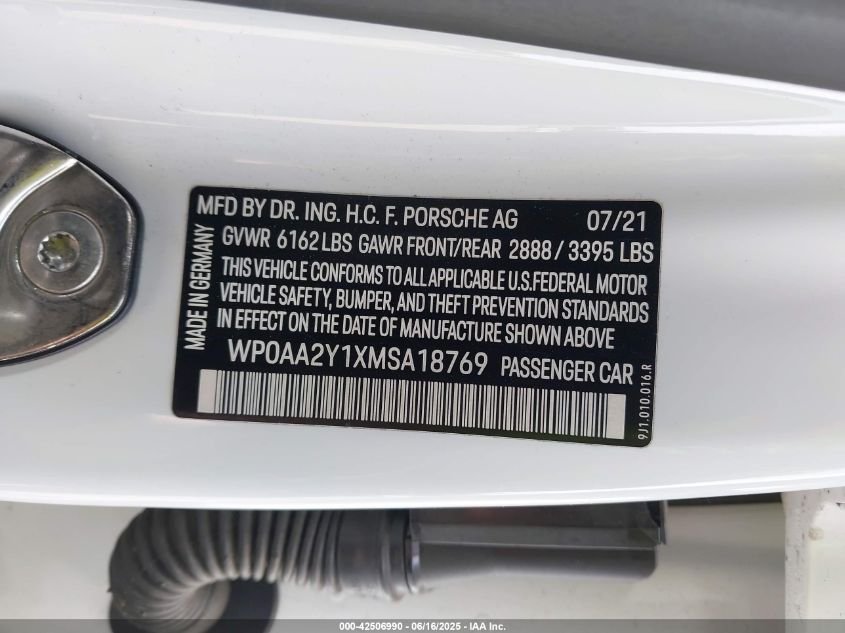 MFD BY DR. ING. H.C. F. PORSCHE AG 07/21
GVWR 6162 LBS GAWR FRONT/REAR 2888 / 3395 LBS
THIS VEHICLE CONFORMS TO ALL APPLICABLE U.S. FEDERAL MOTOR
VEHICLE SAFETY, BUMPER, AND THEFT PREVENTION STANDARDS
IN EFFECT ON THE DATE OF MANUFACTURE SHOWN ABOVE
WP0AA2Y1XMSA18769 PASSENGER CAR
MADE IN GERMANY
9J1.010.016.R
000-42506990 - 06/16/2025 - IAA Inc.